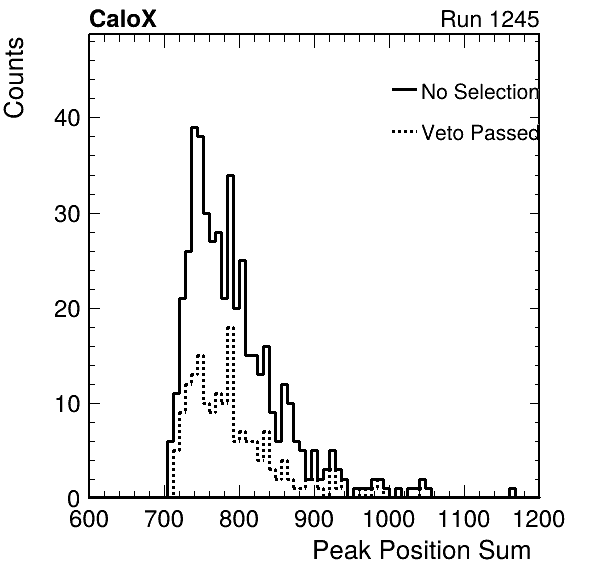 CaloX Run 1245
Counts
No Selection
Veto Passed
40
30
20
10
0
600 700 800 900 1000 1100 1200
Peak Position Sum